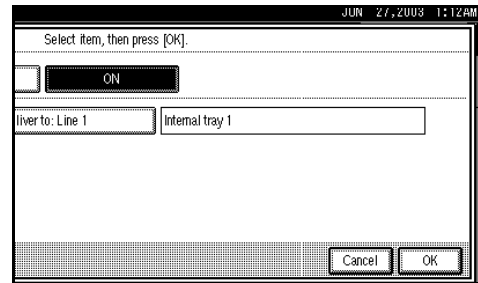 JUN 27,2003 1:12AM
Select item, then press [OK].
ON
liver to: Line 1 Internal tray 1
Cancel OK